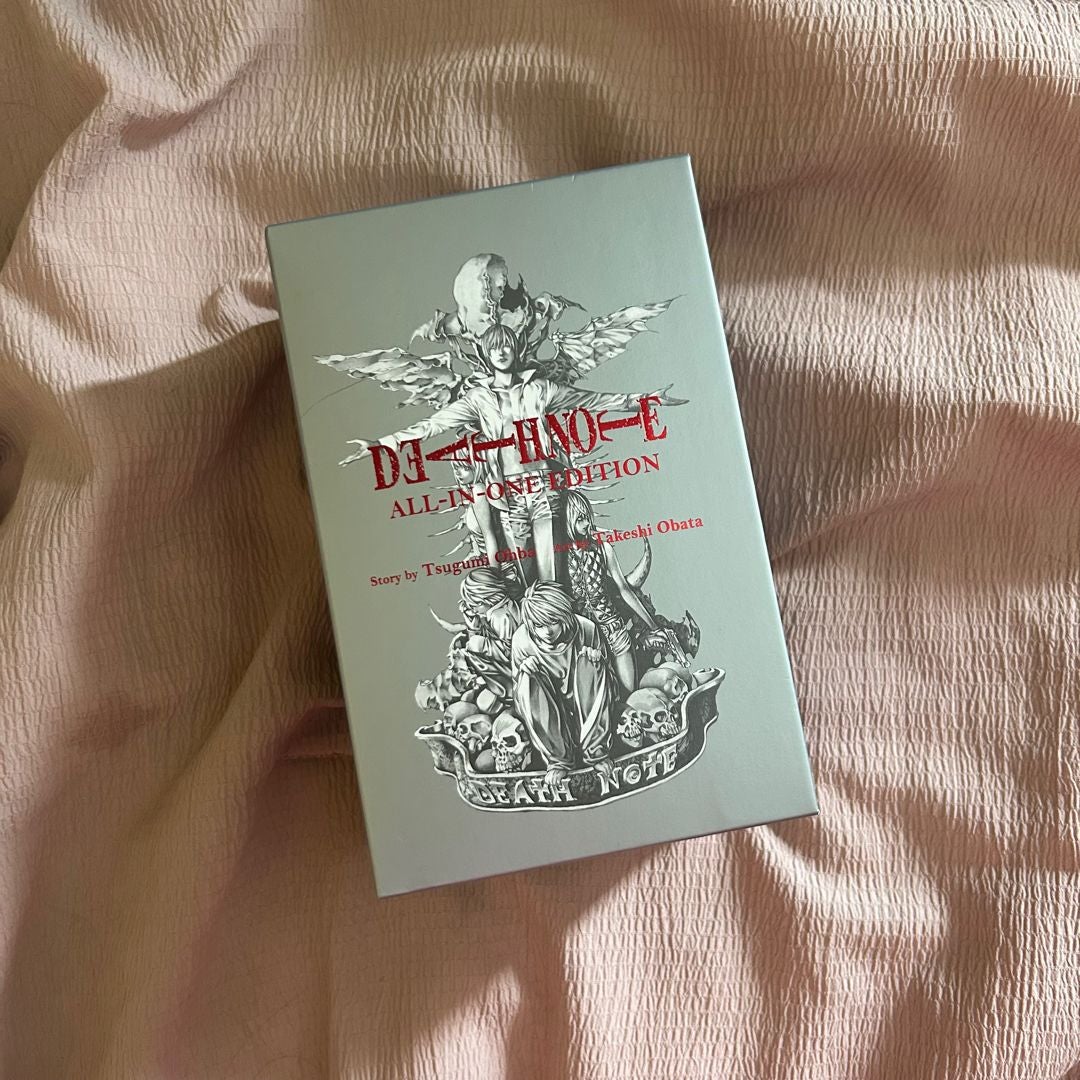 DEATH NOTE
ALL-IN-ONE EDITION
Story by Tsugumi Ohba Art by Takeshi Obata
DEATH NOTE